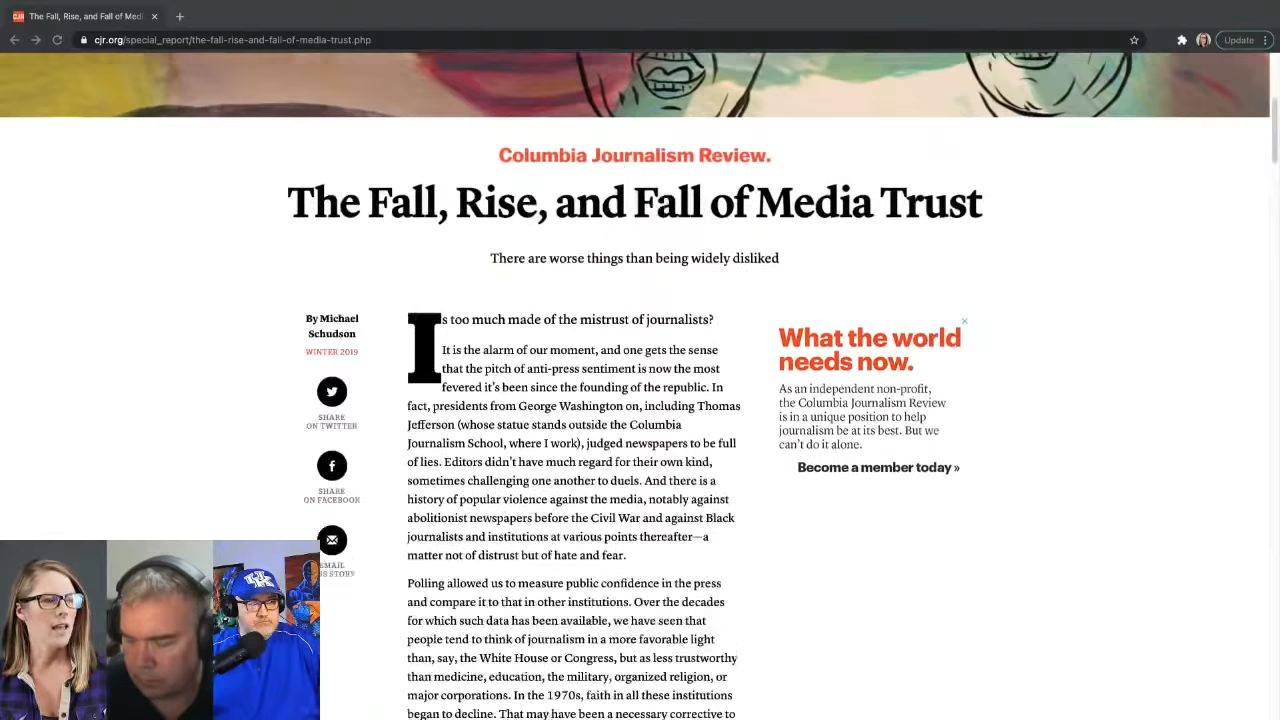 CJR
The Fall, Rise, and Fall of Medi
cjr.org/special_report/the-fall-rise-and-fall-of-media-trust.php
Update
Columbia Journalism Review.
The Fall, Rise, and Fall of Media Trust
There are worse things than being widely disliked
By Michael
Schudson
WINTER 2019
SHARE
ON TWITTER
SHARE
ON FACEBOOK
EMAIL
STORY
Is too much made of the mistrust of journalists?
It is the alarm of our moment, and one gets the sense
that the pitch of anti-press sentiment is now the most
fevered it’s been since the founding of the republic. In
fact, presidents from George Washington on, including Thomas
Jefferson (whose statue stands outside the Columbia
Journalism School, where I work), judged newspapers to be full
of lies. Editors didn’t have much regard for their own kind,
sometimes challenging one another to duels. And there is a
history of popular violence against the media, notably against
abolitionist newspapers before the Civil War and against Black
journalists and institutions at various points thereafter—a
matter not of distrust but of hate and fear.
Polling allowed us to measure public confidence in the press
and compare it to that in other institutions. Over the decades
for which such data has been available, we have seen that
people tend to think of journalism in a more favorable light
than, say, the White House or Congress, but as less trustworthy
than medicine, education, the military, organized religion, or
major corporations. In the 1970s, faith in all these institutions
began to decline. That may have been a necessary corrective to
What the world
needs now.
As an independent non-profit,
the Columbia Journalism Review
is in a unique position to help
journalism be at its best. But we
can’t do it alone.
Become a member today »
UK